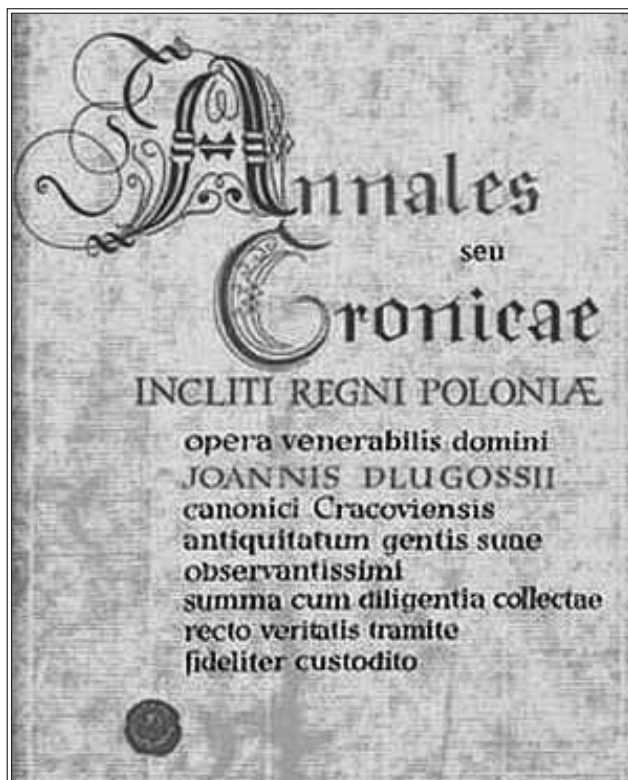 Annales
seu
Cronicae
INCLITI REGNI POLONIÆ
opera venerabilis domini
JOANNIS DLUGOSSII
canonici Cracoviensis
antiquitatum gentis suae
observantissimi
summa cum diligentia collectae
recto veritatis tramite
fideliter custodito